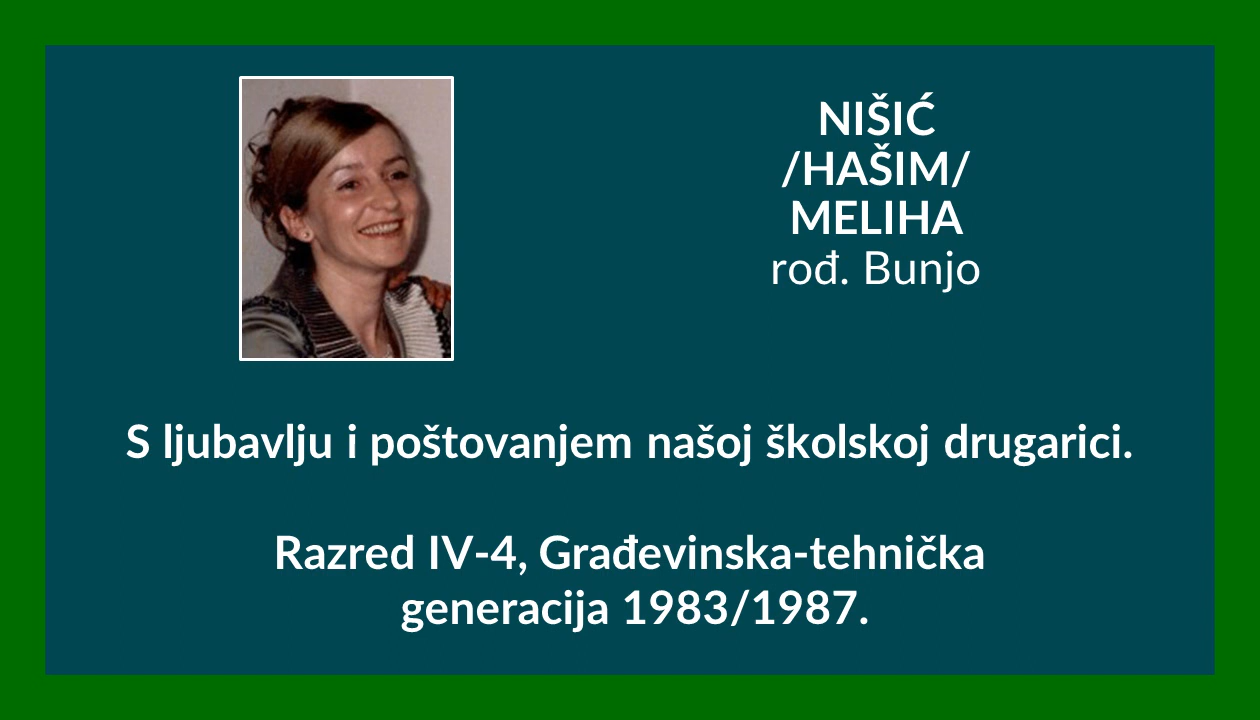 NIŠIĆ
/HAŠIM/
MELIHA
rođ. Bunjo
S ljubavlju i poštovanjem našoj školskoj drugarici.
Razred IV-4, Građevinska-tehnička
generacija 1983/1987.